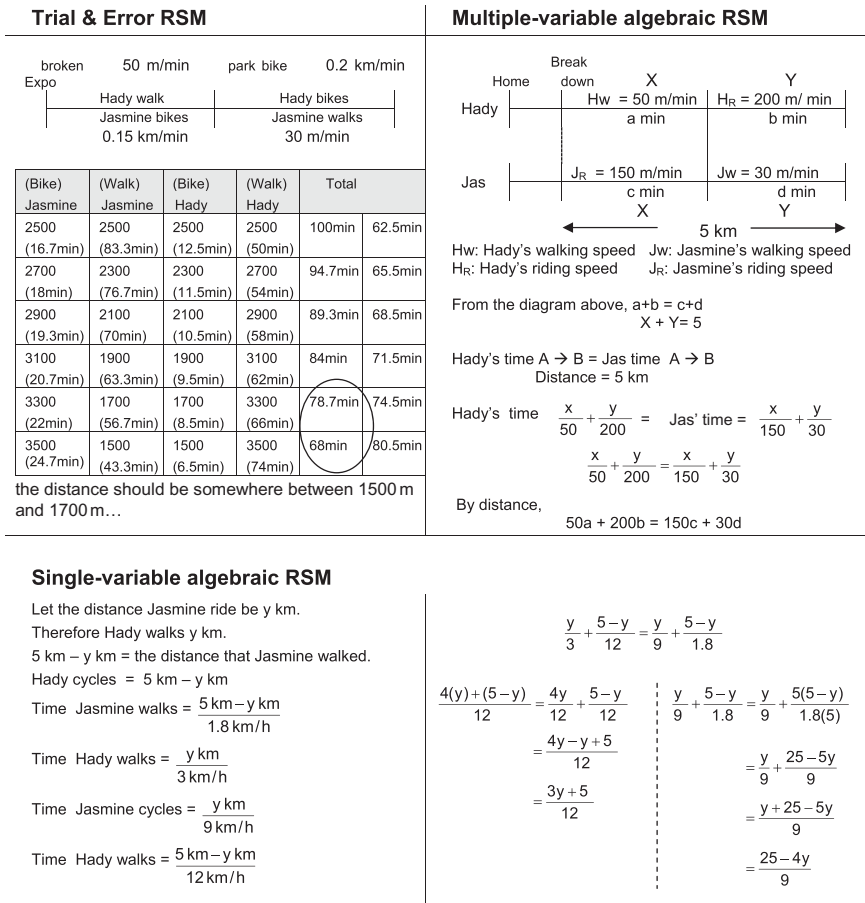 Trial & Error RSM
broken 50 m/min park bike 0.2 km/min
Expo
Hady walk Hady bikes
Jasmine bikes Jasmine walks
0.15 km/min 30 m/min
(Bike) (Walk) (Bike) (Walk) Total
Jasmine Jasmine Hady Hady
2500 2500 2500 2500 100min 62.5min
(16.7min) (83.3min) (12.5min) (50min)
2700 2300 2300 2700 94.7min 65.5min
(18min) (76.7min) (11.5min) (54min)
2900 2100 2100 2900 89.3min 68.5min
(19.3min) (70min) (10.5min) (58min)
3100 1900 1900 3100 84min 71.5min
(20.7min) (63.3min) (9.5min) (62min)
3300 1700 1700 3300 78.7min 74.5min
(22min) (56.7min) (8.5min) (66min)
3500 1500 1500 3500 68min 80.5min
(24.7min) (43.3min) (6.5min) (74min)
the distance should be somewhere between 1500 m
and 1700 m…
Multiple-variable algebraic RSM
Break
Home down X Y
Hady Hw = 50 m/min HR = 200 m/ min
a min b min
Jas JR = 150 m/min Jw = 30 m/min
c min d min
X Y
5 km
Hw: Hady's walking speed Jw: Jasmine's walking speed
HR: Hady's riding speed JR: Jasmine's riding speed
From the diagram above, a+b = c+d
X + Y= 5
Hady's time A → B = Jas time A → B
Distance = 5 km
Hady's time x/50 + y/200 = Jas' time = x/150 + y/30
x/50 + y/200 = x/150 + y/30
By distance,
50a + 200b = 150c + 30d
Single-variable algebraic RSM
Let the distance Jasmine ride be y km.
Therefore Hady walks y km.
5 km – y km = the distance that Jasmine walked.
Hady cycles = 5 km – y km
Time Jasmine walks = 5 km – y km / 1.8 km/h
Time Hady walks = y km / 3 km/h
Time Jasmine cycles = y km / 9 km/h
Time Hady walks = 5 km – y km / 12 km/h
y/3 + 5 – y/12 = y/9 + 5 – y/1.8
4(y) + (5 – y)/12 = 4y/12 + 5 – y/12
= 4y – y + 5/12
= 3y + 5/12
y/9 + 5 – y/1.8 = y/9 + 5(5 – y)/1.8(5)
= y/9 + 25 – 5y/9
= y + 25 – 5y/9
= 25 – 4y/9